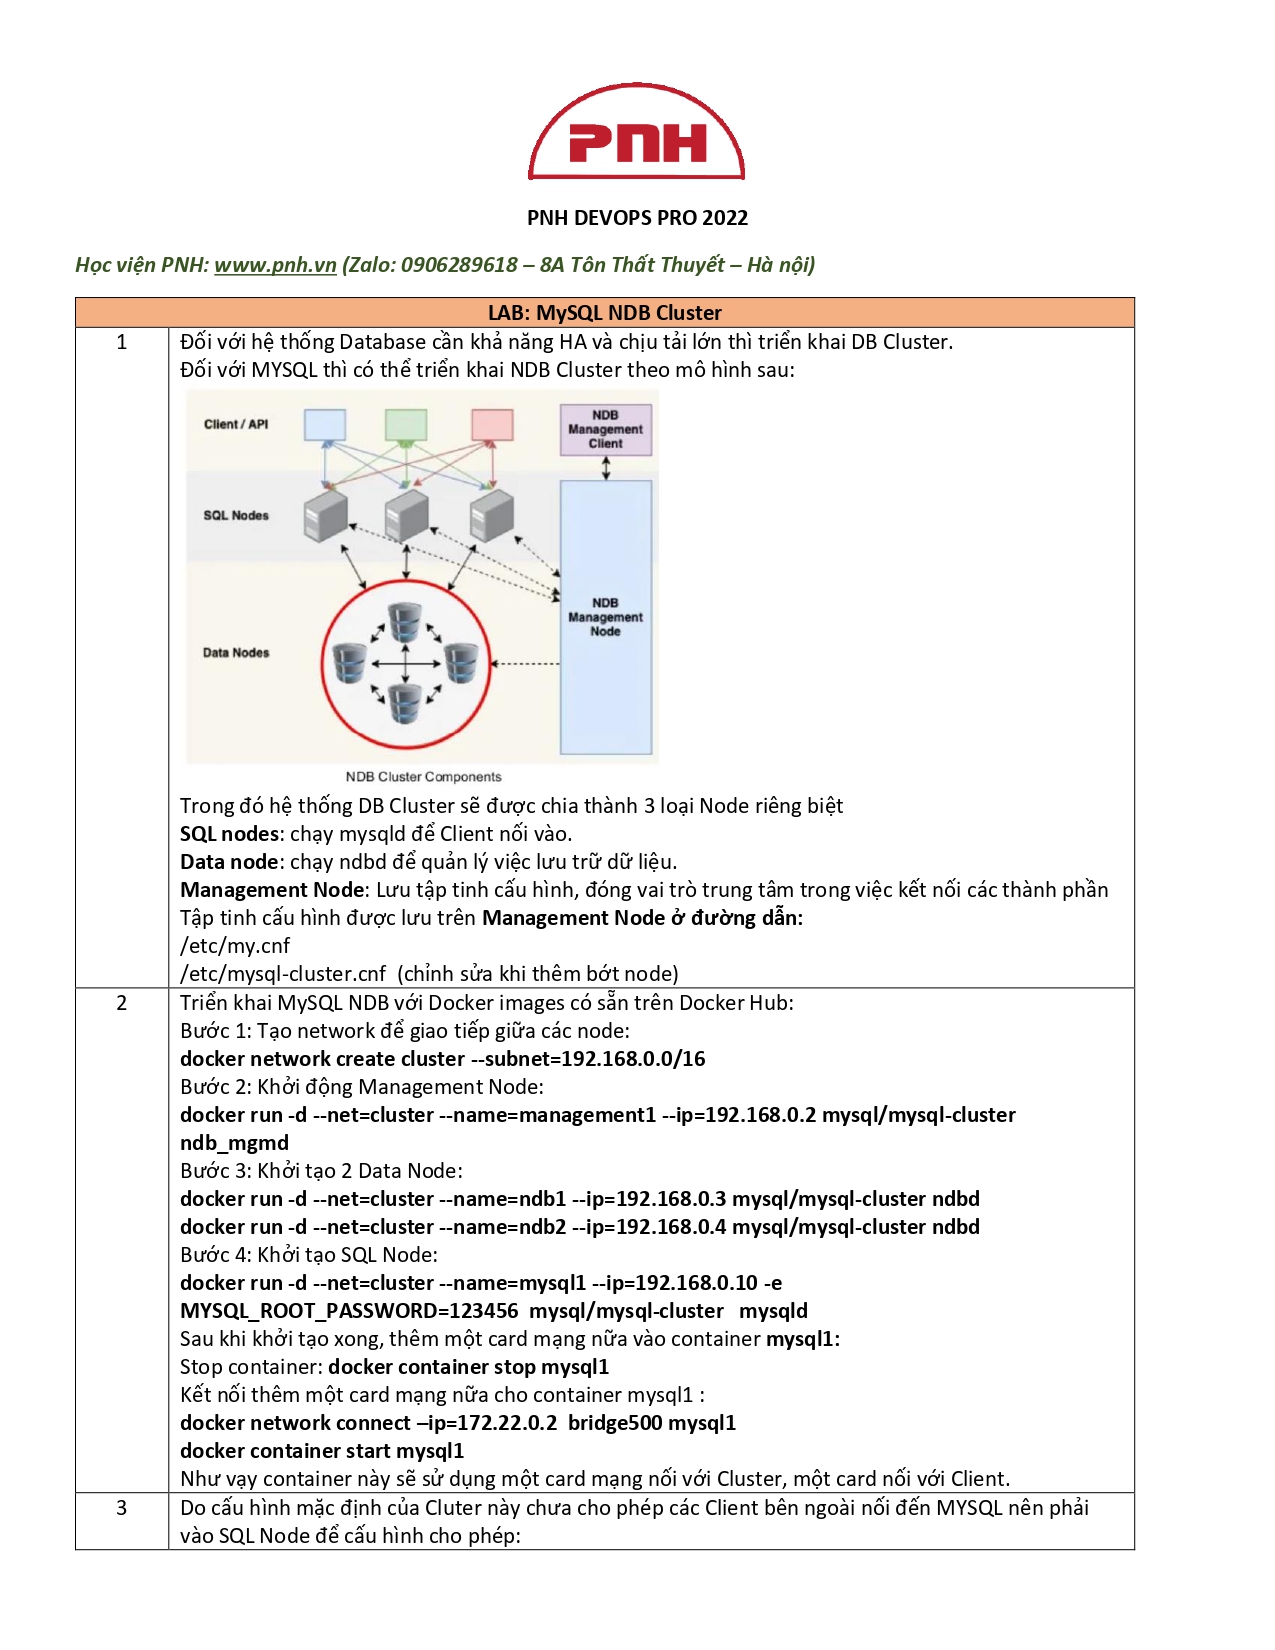 PNH
PNH DEVOPS PRO 2022
Học viện PNH: www.pnh.vn (Zalo: 0906289618 – 8A Tôn Thất Thuyết – Hà nội)
LAB: MySQL NDB Cluster
1
Đối với hệ thống Database cần khả năng HA và chịu tải lớn thì triển khai DB Cluster.
Đối với MYSQL thì có thể triển khai NDB Cluster theo mô hình sau:
Client / API
NDB
Management
Client
SQL Nodes
NDB
Management
Node
Data Nodes
NDB Cluster Components
Trong đó hệ thống DB Cluster sẽ được chia thành 3 loại Node riêng biệt
SQL nodes: chạy mysqld để Client nối vào.
Data node: chạy ndbd để quản lý việc lưu trữ dữ liệu.
Management Node: Lưu tập tinh cấu hình, đóng vai trò trung tâm trong việc kết nối các thành phần
Tập tinh cấu hình được lưu trên Management Node ở đường dẫn:
/etc/my.cnf
/etc/mysql-cluster.cnf  (chỉnh sửa khi thêm bớt node)
2
Triển khai MySQL NDB với Docker images có sẵn trên Docker Hub:
Bước 1: Tạo network để giao tiếp giữa các node:
docker network create cluster --subnet=192.168.0.0/16
Bước 2: Khởi động Management Node:
docker run -d --net=cluster --name=management1 --ip=192.168.0.2 mysql/mysql-cluster
ndb_mgmd
Bước 3: Khởi tạo 2 Data Node:
docker run -d --net=cluster --name=ndb1 --ip=192.168.0.3 mysql/mysql-cluster ndbd
docker run -d --net=cluster --name=ndb2 --ip=192.168.0.4 mysql/mysql-cluster ndbd
Bước 4: Khởi tạo SQL Node:
docker run -d --net=cluster --name=mysql1 --ip=192.168.0.10 -e
MYSQL_ROOT_PASSWORD=123456  mysql/mysql-cluster   mysqld
Sau khi khởi tạo xong, thêm một card mạng nữa vào container mysql1:
Stop container: docker container stop mysql1
Kết nối thêm một card mạng nữa cho container mysql1 :
docker network connect –ip=172.22.0.2  bridge500 mysql1
docker container start mysql1
Như vạy container này sẽ sử dụng một card mạng nối với Cluster, một card nối với Client.
3
Do cấu hình mặc định của Cluter này chưa cho phép các Client bên ngoài nối đến MYSQL nên phải
vào SQL Node để cấu hình cho phép: